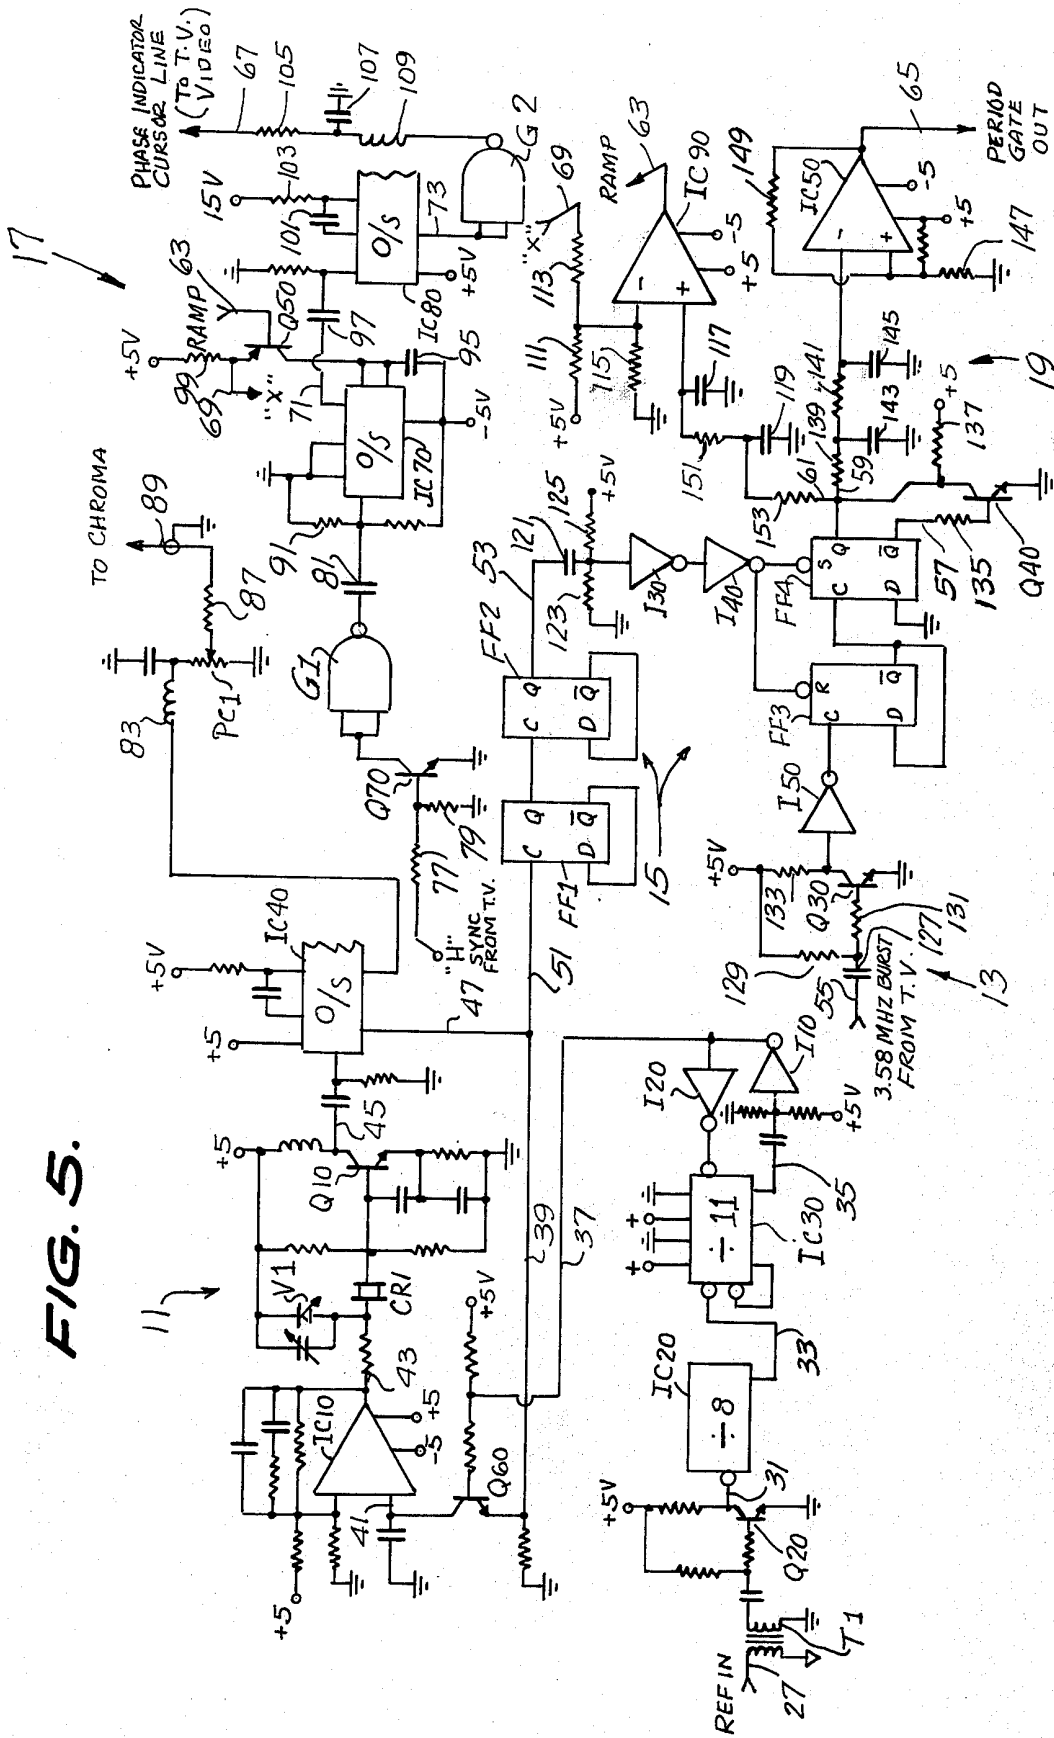 FIG. 5.
17
PHASE INDICATOR
CURSOR LINE
(TO T.V.
VIDEO)
67
105
107
109
G2
15V
103
101
O/S
73
IC80
+5V
+5V
RAMP
63
99
69
"X"
Q50
97
71
O/S
IC70
95
-5V
TO CHROMA
89
87
91
81
83
PC1
G1
Q70
77
79
"H"
SYNC
FROM T.V.
+5V
IC40
+5
O/S
47
45
11
+5
Q10
V1
CR1
43
IC10
+5
-5
+5
41
Q60
+5V
39
37
51
FF1
C
Q
D
Q
FF2
C
Q
D
Q
53
15
121
125
+5V
123
I30
I40
"X"
69
113
111
+5V
115
RAMP
63
IC90
-
+
-5
+5
117
119
151
153
61
59
139
141
143
145
149
IC50
-
+
-5
+5
147
65
PERIOD
GATE
OUT
19
+5
137
57
135
Q40
FF4
S
C
Q
D
Q
FF3
R
C
D
Q
I50
+5V
133
Q30
129
131
127
55
3.58 MHZ BURST
FROM T.V.
13
I20
I10
+5V
35
÷11
IC30
+
+
33
IC20
÷8
31
+5V
Q20
T1
REF IN
27